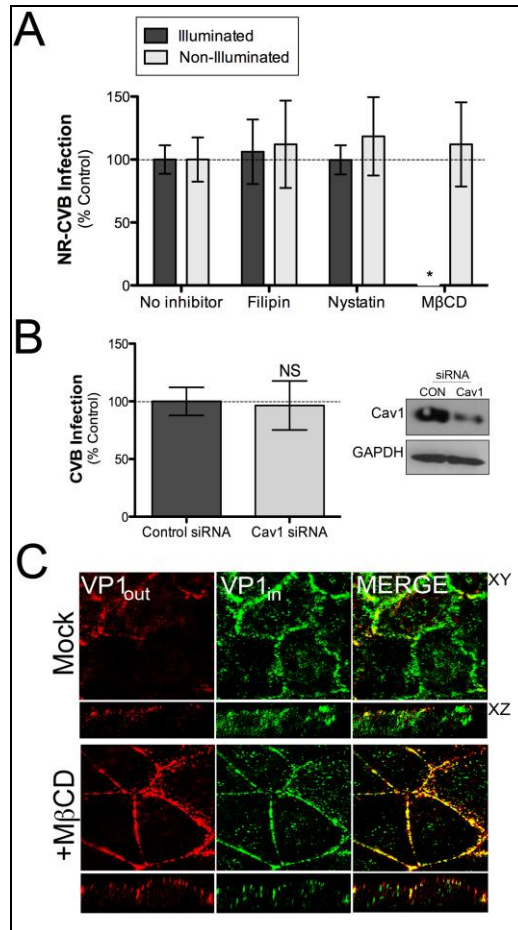 A
Illuminated
Non-Illuminated
NR-CVB Infection
(% Control)
150
100
50
0
*
No inhibitor Filipin Nystatin MβCD
B
CVB Infection
(% Control)
150
100
50
0
NS
Control siRNA Cav1 siRNA
siRNA
CON Cav1
Cav1
GAPDH
C
VP1out VP1in MERGE XY
Mock
XZ
+MβCD